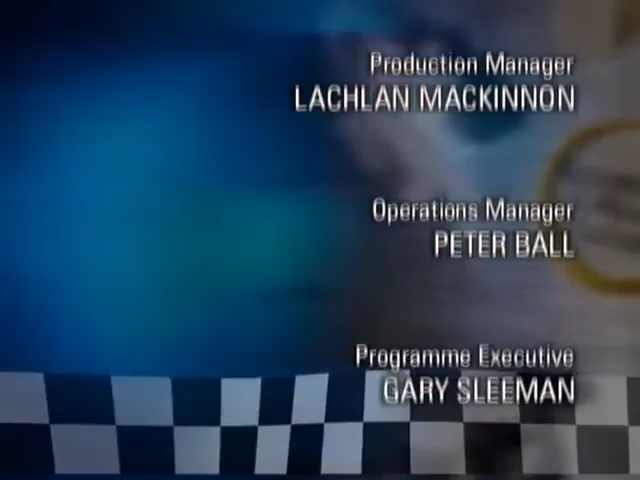 Production Manager
LACHLAN MACKINNON
Operations Manager
PETER BALL
Programme Executive
GARY SLEEMAN